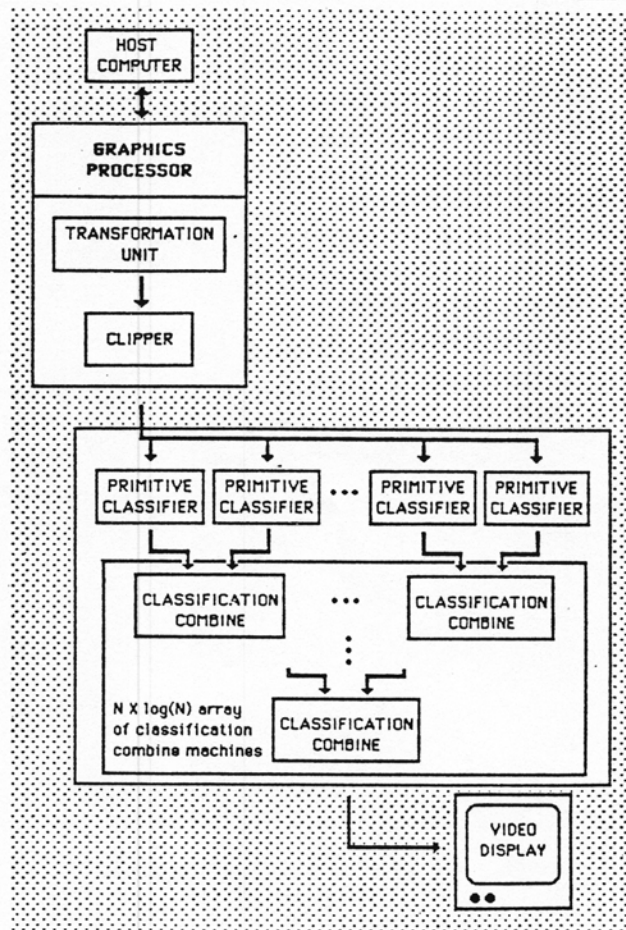 HOST
COMPUTER
GRAPHICS
PROCESSOR
TRANSFORMATION
UNIT
CLIPPER
PRIMITIVE
CLASSIFIER
PRIMITIVE
CLASSIFIER
PRIMITIVE
CLASSIFIER
PRIMITIVE
CLASSIFIER
CLASSIFICATION
COMBINE
CLASSIFICATION
COMBINE
N X log(N) array
of classification
combine machines
CLASSIFICATION
COMBINE
VIDEO
DISPLAY